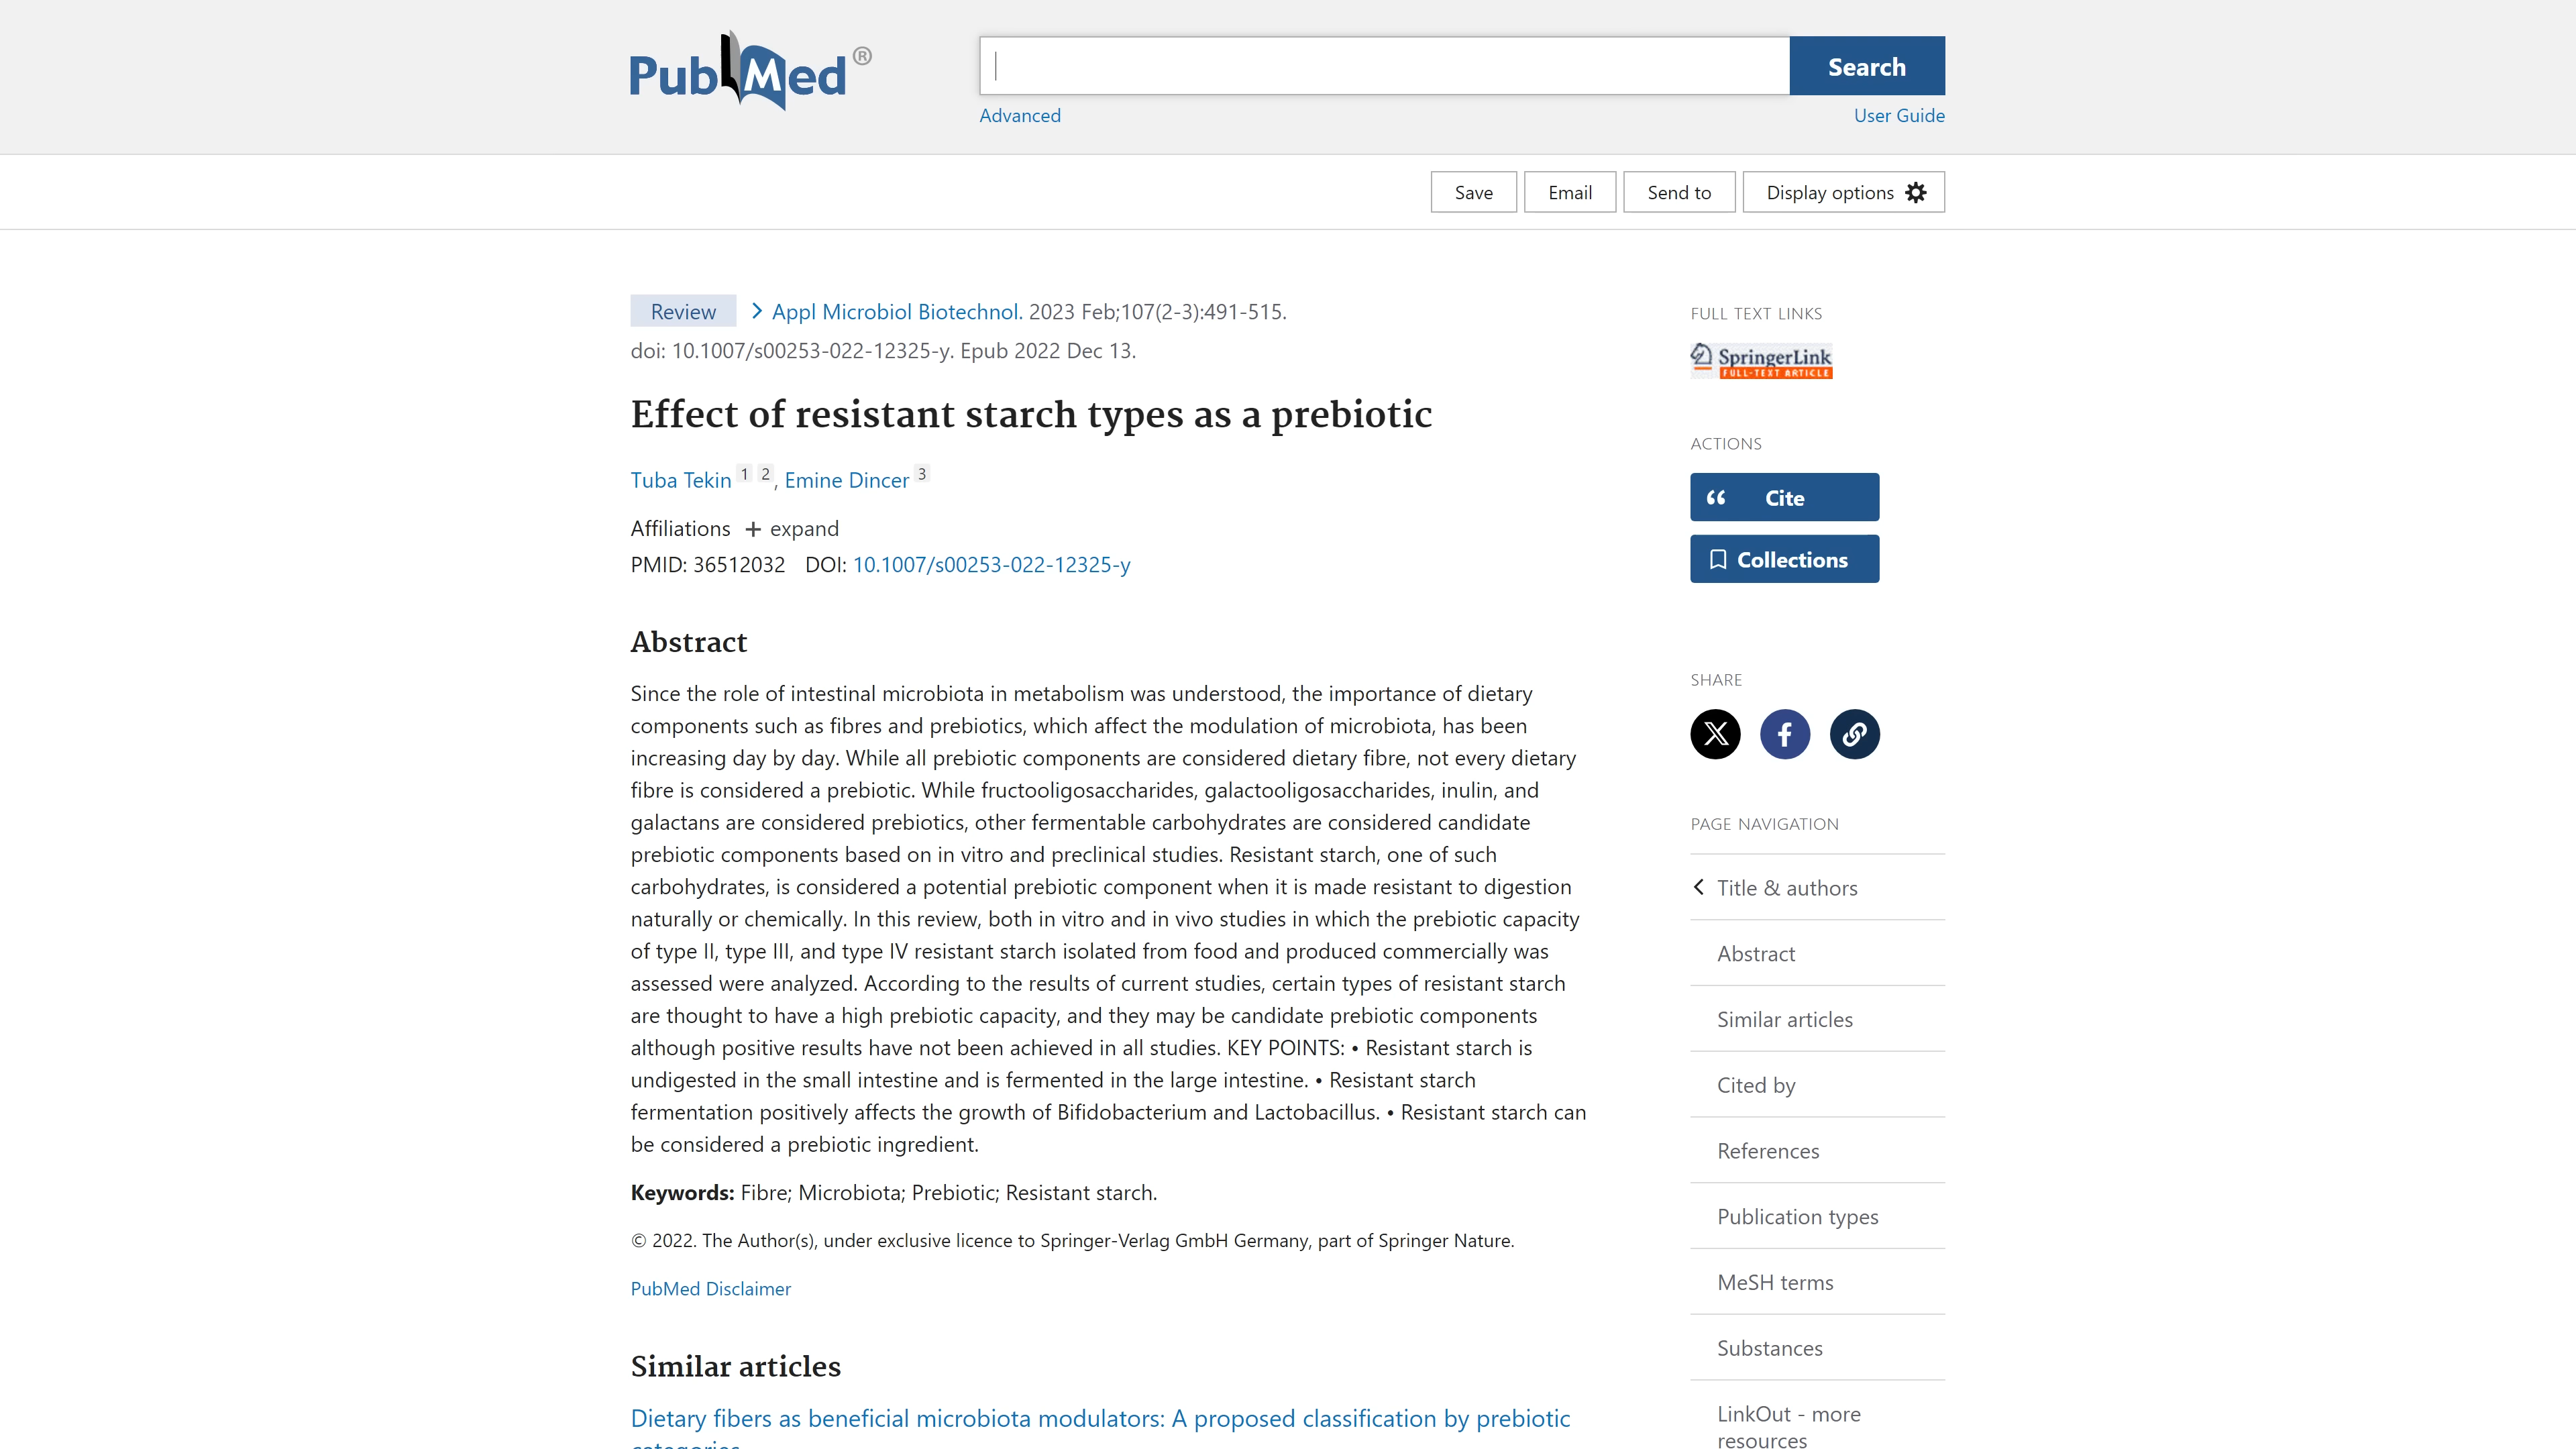 PubMed®
Search
Advanced
User Guide
Save
Email
Send to
Display options
Review
Appl Microbiol Biotechnol. 2023 Feb;107(2-3):491-515.
doi: 10.1007/s00253-022-12325-y. Epub 2022 Dec 13.
Effect of resistant starch types as a prebiotic
Tuba Tekin 1 2, Emine Dincer 3
Affiliations + expand
PMID: 36512032 DOI: 10.1007/s00253-022-12325-y
Abstract
Since the role of intestinal microbiota in metabolism was understood, the importance of dietary
components such as fibres and prebiotics, which affect the modulation of microbiota, has been
increasing day by day. While all prebiotic components are considered dietary fibre, not every dietary
fibre is considered a prebiotic. While fructooligosaccharides, galactooligosaccharides, inulin, and
galactans are considered prebiotics, other fermentable carbohydrates are considered candidate
prebiotic components based on in vitro and preclinical studies. Resistant starch, one of such
carbohydrates, is considered a potential prebiotic component when it is made resistant to digestion
naturally or chemically. In this review, both in vitro and in vivo studies in which the prebiotic capacity
of type II, type III, and type IV resistant starch isolated from food and produced commercially was
assessed were analyzed. According to the results of current studies, certain types of resistant starch
are thought to have a high prebiotic capacity, and they may be candidate prebiotic components
although positive results have not been achieved in all studies. KEY POINTS: • Resistant starch is
undigested in the small intestine and is fermented in the large intestine. • Resistant starch
fermentation positively affects the growth of Bifidobacterium and Lactobacillus. • Resistant starch can
be considered a prebiotic ingredient.
Keywords: Fibre; Microbiota; Prebiotic; Resistant starch.
© 2022. The Author(s), under exclusive licence to Springer-Verlag GmbH Germany, part of Springer Nature.
PubMed Disclaimer
Similar articles
Dietary fibers as beneficial microbiota modulators: A proposed classification by prebiotic
FULL TEXT LINKS
SpringerLink
FULL-TEXT ARTICLE
ACTIONS
Cite
Collections
SHARE
PAGE NAVIGATION
Title & authors
Abstract
Similar articles
Cited by
References
Publication types
MeSH terms
Substances
LinkOut - more
resources